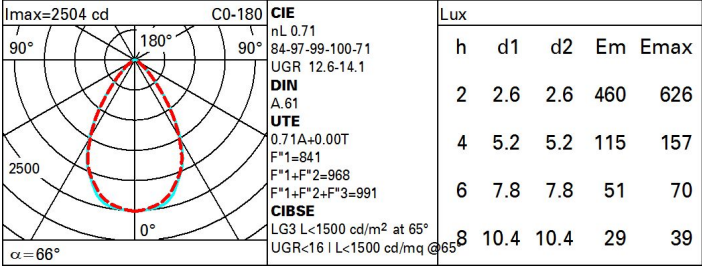 Imax=2504 cd C0-180
90° 180° 90°
2500
0°
α=66°
CIE
nL 0.71
84-97-99-100-71
UGR 12.6-14.1
DIN
A.61
UTE
0.71A+0.00T
F"1=841
F"1+F"2=968
F"1+F"2+F"3=991
CIBSE
LG3 L<1500 cd/m² at 65°
UGR<16 | L<1500 cd/mq @65°
Lux
h d1 d2 Em Emax
2 2.6 2.6 460 626
4 5.2 5.2 115 157
6 7.8 7.8 51 70
8 10.4 10.4 29 39